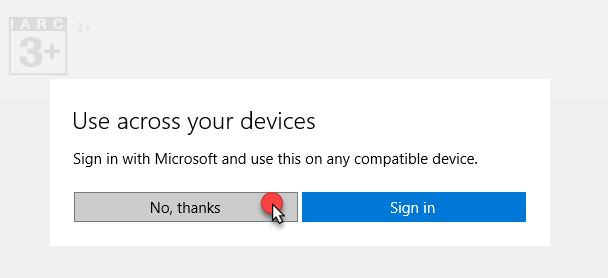 IARC
3+
3+
Use across your devices
Sign in with Microsoft and use this on any compatible device.
No, thanks
Sign in